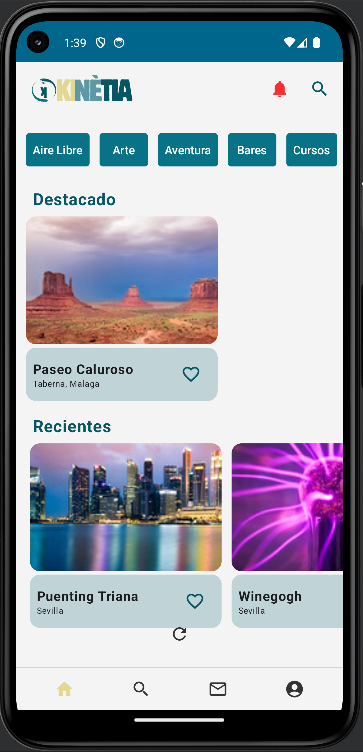 1:39
KINÈTIA
Aire Libre Arte Aventura Bares Cursos
Destacado
Paseo Caluroso
Taberna, Malaga
Recientes
Puenting Triana Winegogh
Sevilla Sevilla